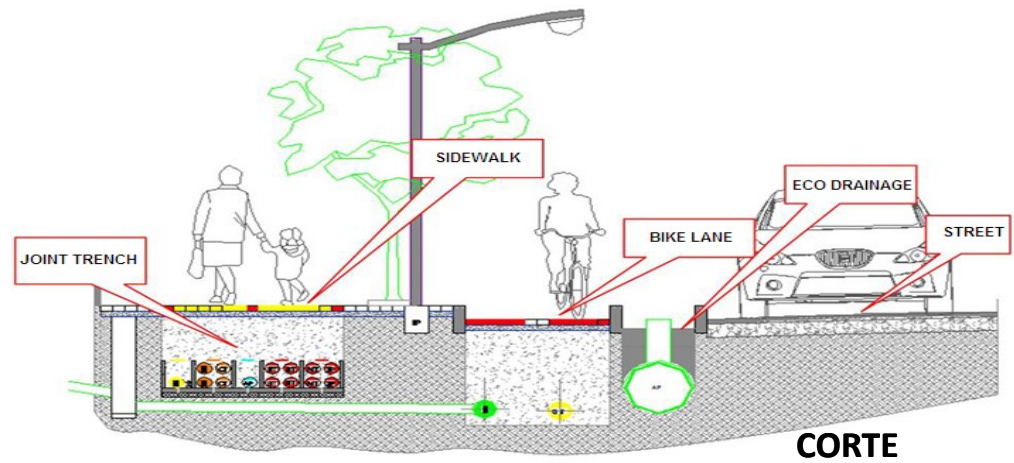 SIDEWALK
ECO DRAINAGE
BIKE LANE
STREET
JOINT TRENCH
CORTE